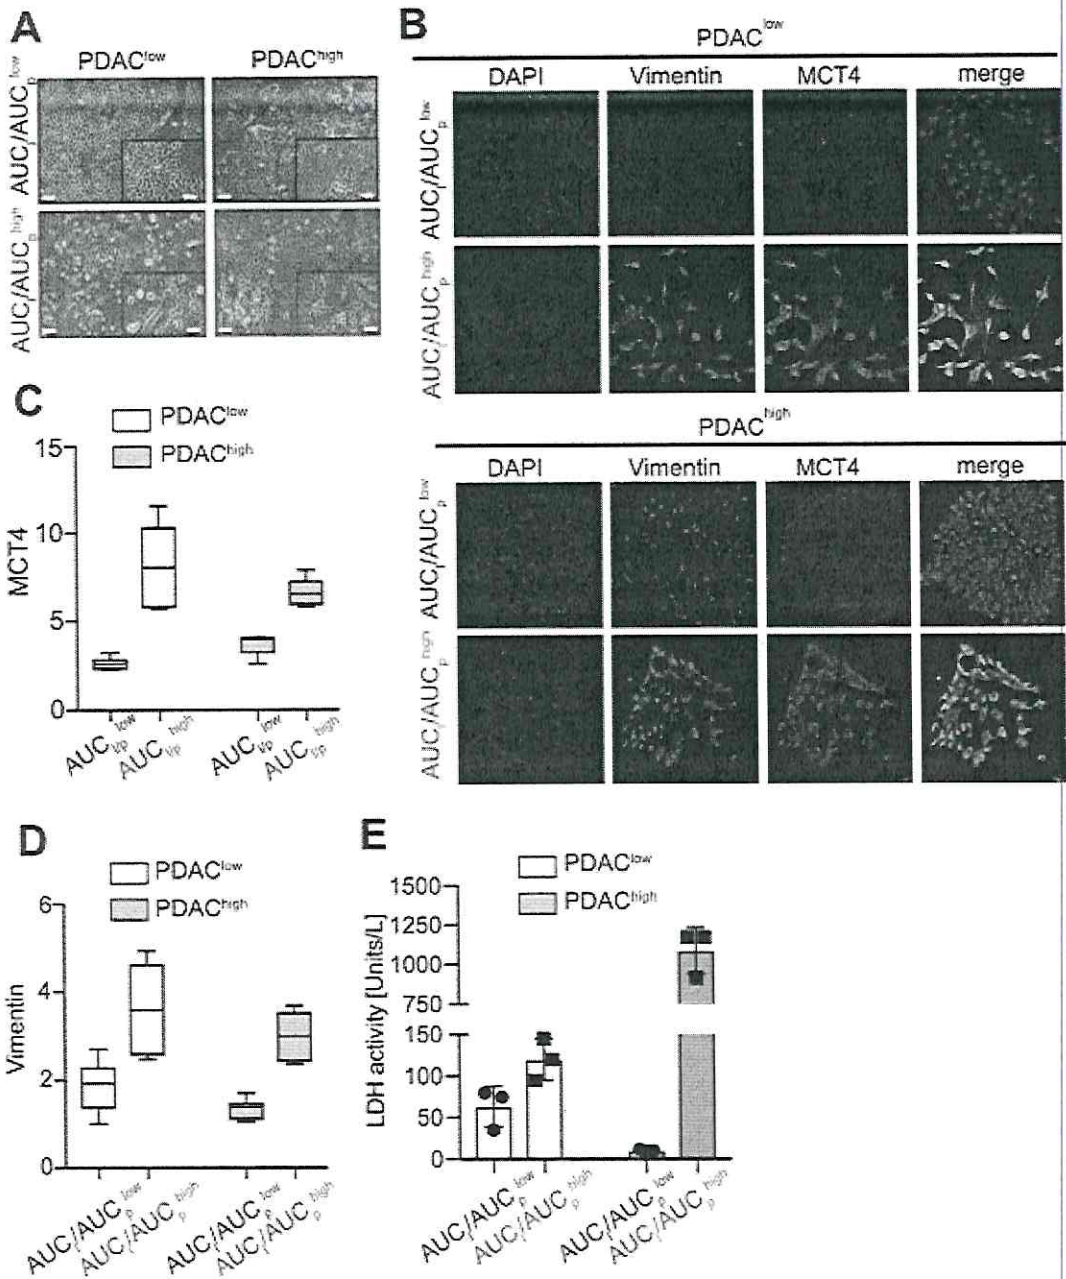 A
PDAC^low PDAC^high
AUC_l/AUC_p^low
AUC_l/AUC_p^high
B
PDAC^low
DAPI Vimentin MCT4 merge
AUC_l/AUC_p^low
AUC_l/AUC_p^high
PDAC^high
DAPI Vimentin MCT4 merge
AUC_l/AUC_p^low
AUC_l/AUC_p^high
C
PDAC^low
PDAC^high
MCT4
15
10
5
0
AUC_l/p^low AUC_l/p^high AUC_l/p^low AUC_l/p^high
D
PDAC^low
PDAC^high
Vimentin
6
4
2
0
AUC_l/AUC_p^low AUC_l/AUC_p^high AUC_l/AUC_p^low AUC_l/AUC_p^high
E
PDAC^low
PDAC^high
LDH activity [Units/L]
1500
1250
1000
750
150
100
50
0
AUC_l/AUC_p^low AUC_l/AUC_p^high AUC_l/AUC_p^low AUC_l/AUC_p^high